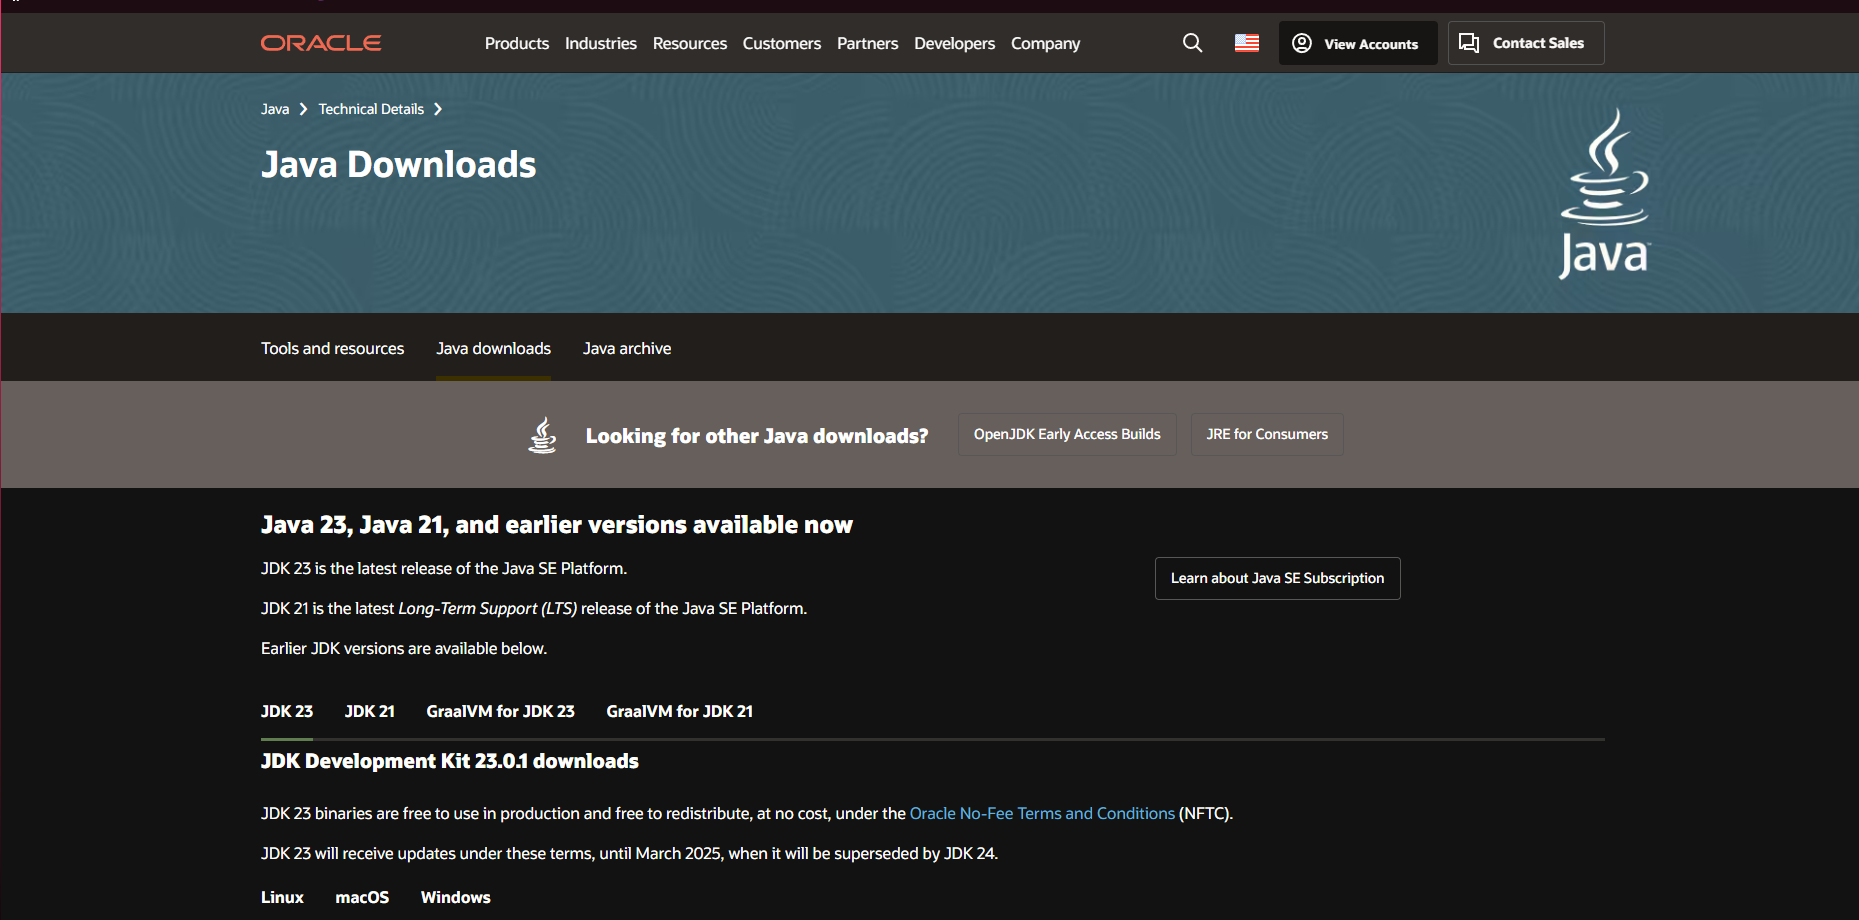 ORACLE Products Industries Resources Customers Partners Developers Company View Accounts Contact Sales
Java Technical Details
Java Downloads
Java
Tools and resources Java downloads Java archive
Looking for other Java downloads? OpenJDK Early Access Builds JRE for Consumers
Java 23, Java 21, and earlier versions available now
JDK 23 is the latest release of the Java SE Platform.
Learn about Java SE Subscription
JDK 21 is the latest Long-Term Support (LTS) release of the Java SE Platform.
Earlier JDK versions are available below.
JDK 23 JDK 21 GraalVM for JDK 23 GraalVM for JDK 21
JDK Development Kit 23.0.1 downloads
JDK 23 binaries are free to use in production and free to redistribute, at no cost, under the Oracle No-Fee Terms and Conditions (NFTC).
JDK 23 will receive updates under these terms, until March 2025, when it will be superseded by JDK 24.
Linux macOS Windows